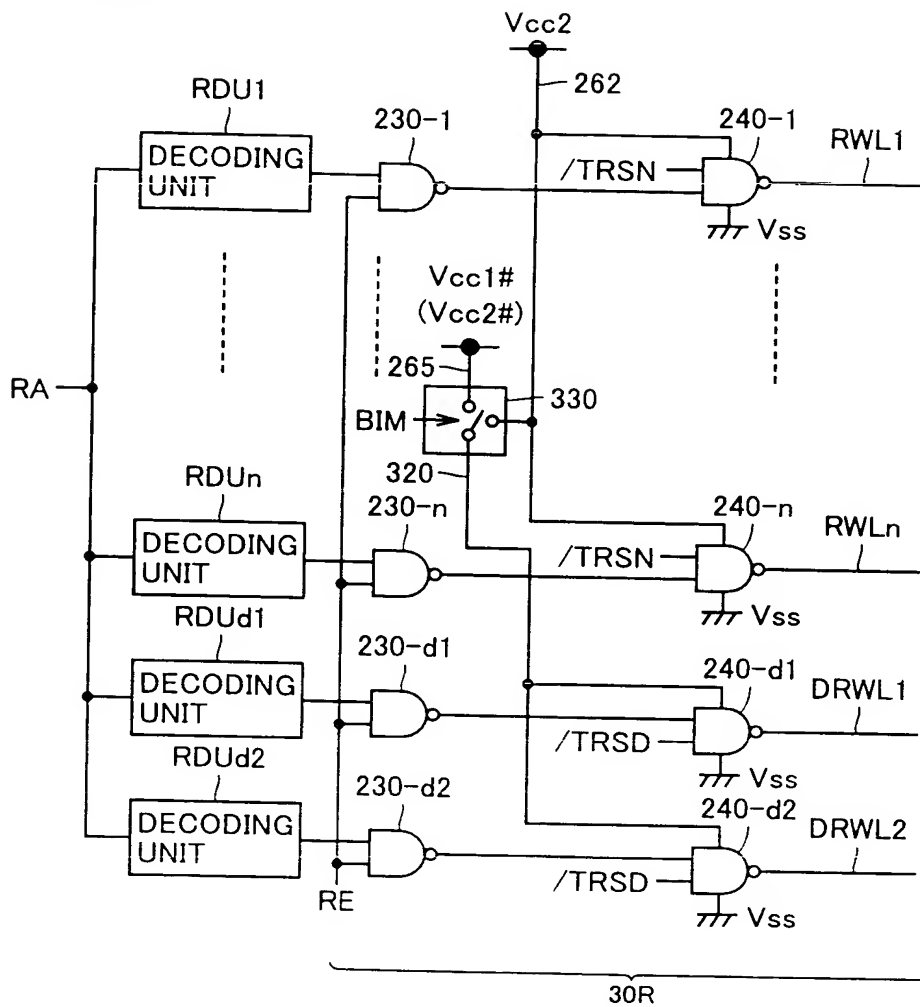 Vcc2
262
RDU1
230-1
240-1
RWL1
DECODING
UNIT
/TRSN
Vss
Vcc1#
(Vcc2#)
265
330
RA
BIM
320
RDUn
230-n
240-n
RWLn
DECODING
UNIT
/TRSN
Vss
RDUd1
230-d1
240-d1
DRWL1
DECODING
UNIT
/TRSD
Vss
RDUd2
230-d2
240-d2
DRWL2
DECODING
UNIT
/TRSD
RE
Vss
30R